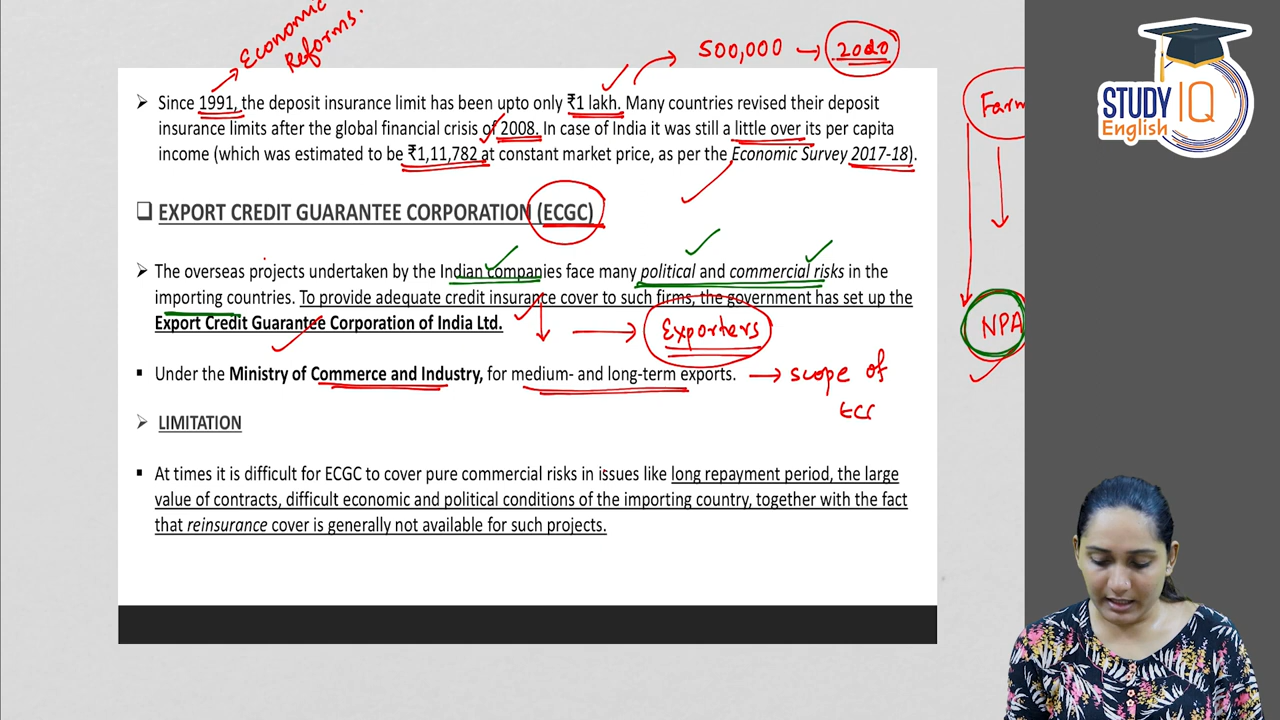 Economic
Reforms.
500,000 → 2020
➢ Since 1991, the deposit insurance limit has been upto only ₹1 lakh. Many countries revised their deposit
insurance limits after the global financial crisis of 2008. In case of India it was still a little over its per capita
income (which was estimated to be ₹1,11,782 at constant market price, as per the Economic Survey 2017-18).
❑ EXPORT CREDIT GUARANTEE CORPORATION (ECGC)
➢ The overseas projects undertaken by the Indian companies face many political and commercial risks in the
importing countries. To provide adequate credit insurance cover to such firms, the government has set up the
Export Credit Guarantee Corporation of India Ltd.
Exporters
▪ Under the Ministry of Commerce and Industry, for medium- and long-term exports. → scope of
ECG
➢ LIMITATION
▪ At times it is difficult for ECGC to cover pure commercial risks in issues like long repayment period, the large
value of contracts, difficult economic and political conditions of the importing country, together with the fact
that reinsurance cover is generally not available for such projects.
Farm
NPA
STUDY IQ
English